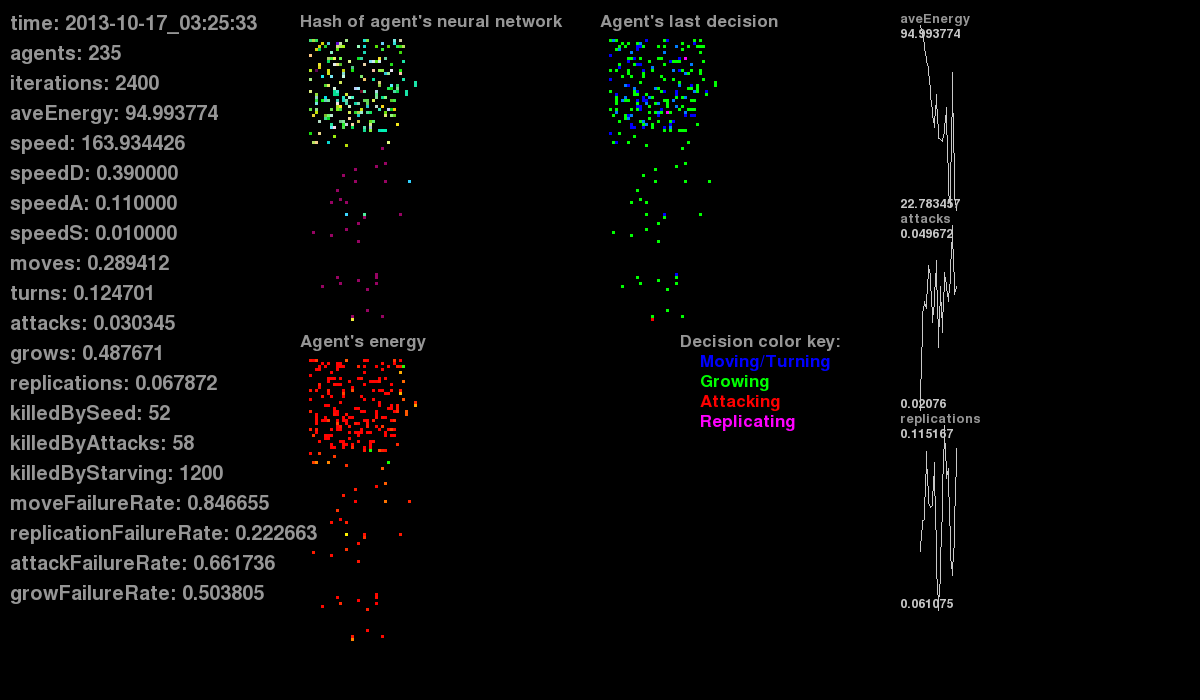 time: 2013-10-17_03:25:33
agents: 235
iterations: 2400
aveEnergy: 94.993774
speed: 163.934426
speedD: 0.390000
speedA: 0.110000
speedS: 0.010000
moves: 0.289412
turns: 0.124701
attacks: 0.030345
grows: 0.487671
replications: 0.067872
killedBySeed: 52
killedByAttacks: 58
killedByStarving: 1200
moveFailureRate: 0.846655
replicationFailureRate: 0.222663
attackFailureRate: 0.661736
growFailureRate: 0.503805
Hash of agent's neural network
Agent's last decision
Agent's energy
Decision color key:
Moving/Turning
Growing
Attacking
Replicating
aveEnergy
94.993774
22.783457
attacks
0.049672
0.02076
replications
0.115167
0.061075